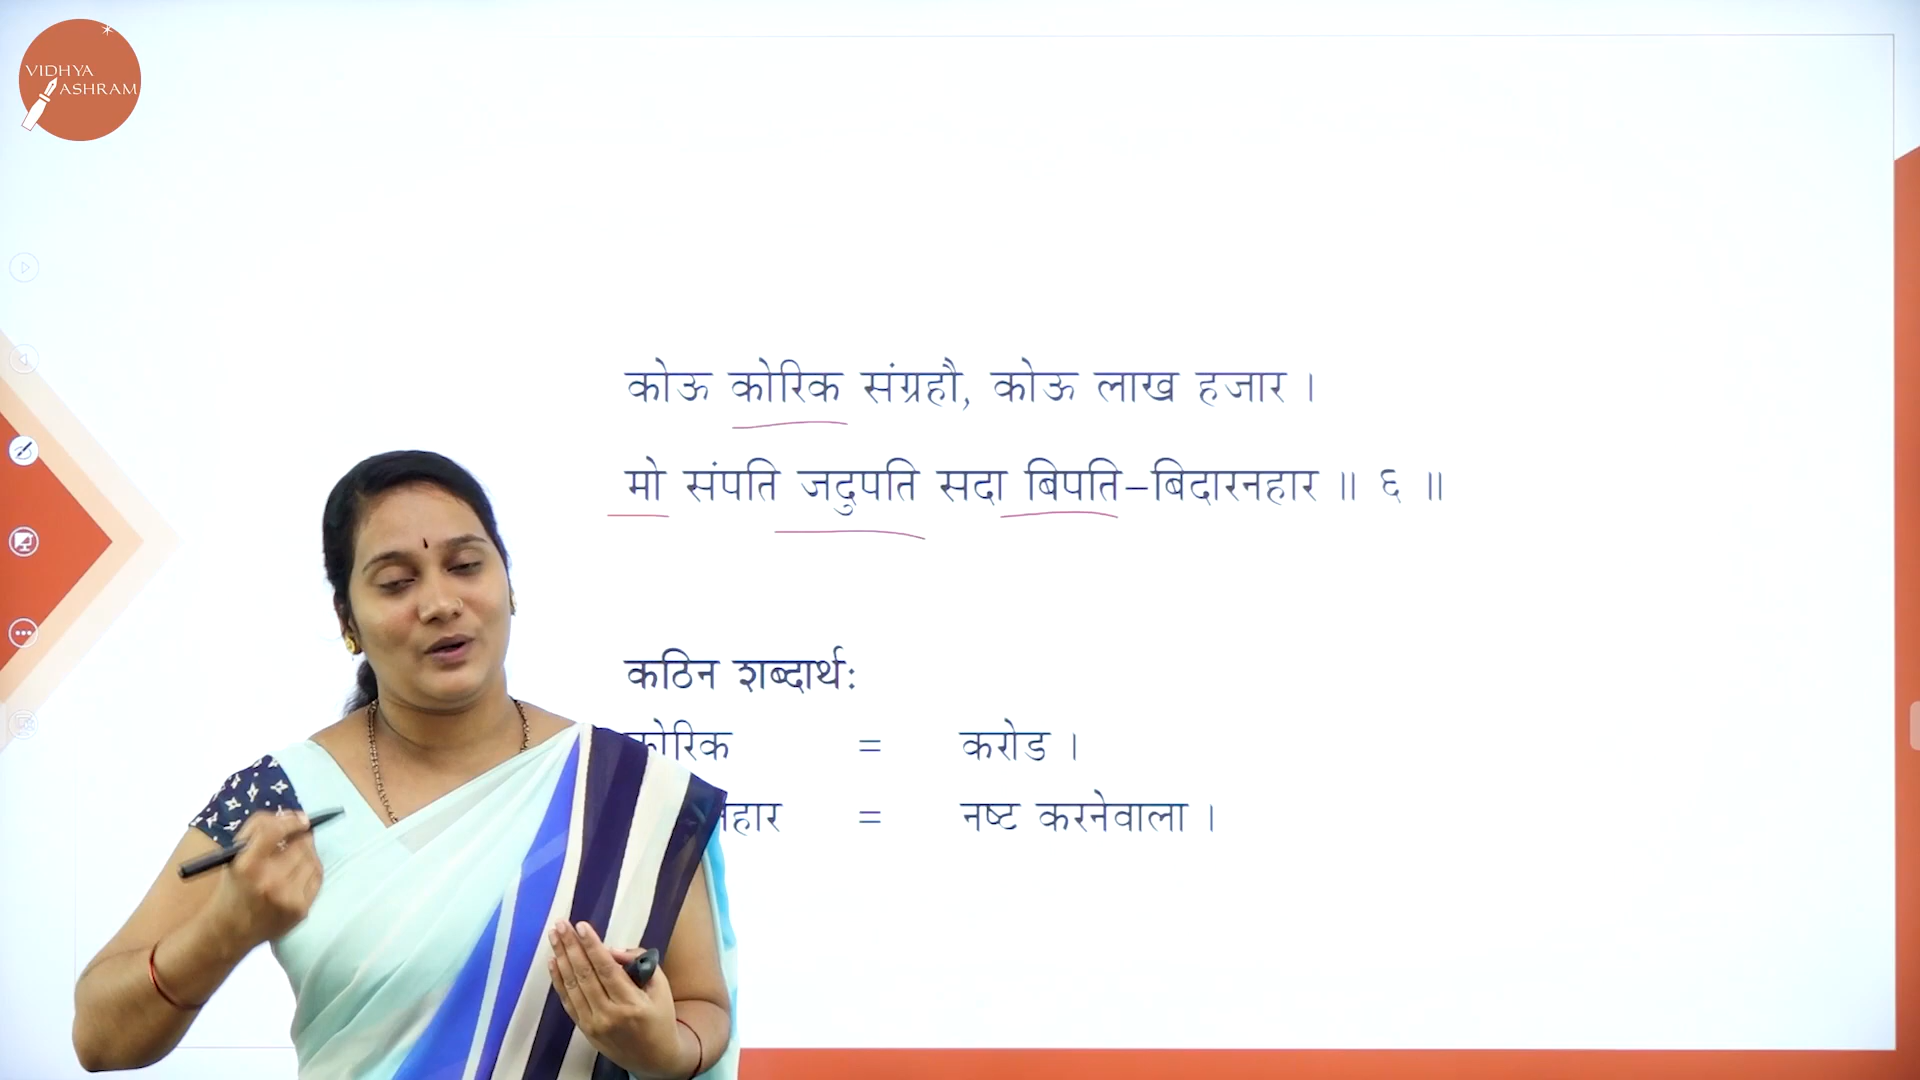 VIDHYA
ASHRAM
कोऊ कोरिक संग्रहौ, कोऊ लाख हजार ।
मो संपति जदुपति सदा बिपति–बिदारनहार ॥ ६ ॥
कठिन शब्दार्थः
कोरिक = करोड ।
= नष्ट करनेवाला ।